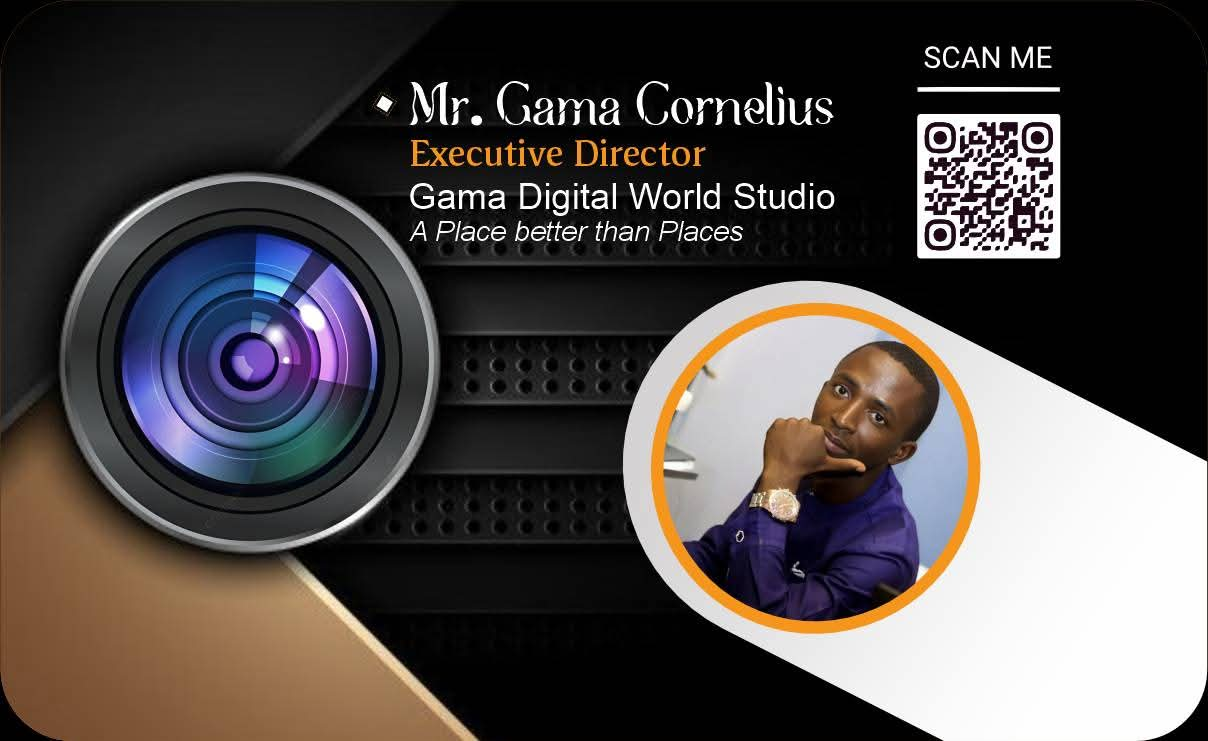 Mr. Gama Cornelius
Executive Director
Gama Digital World Studio
A Place better than Places
SCAN ME